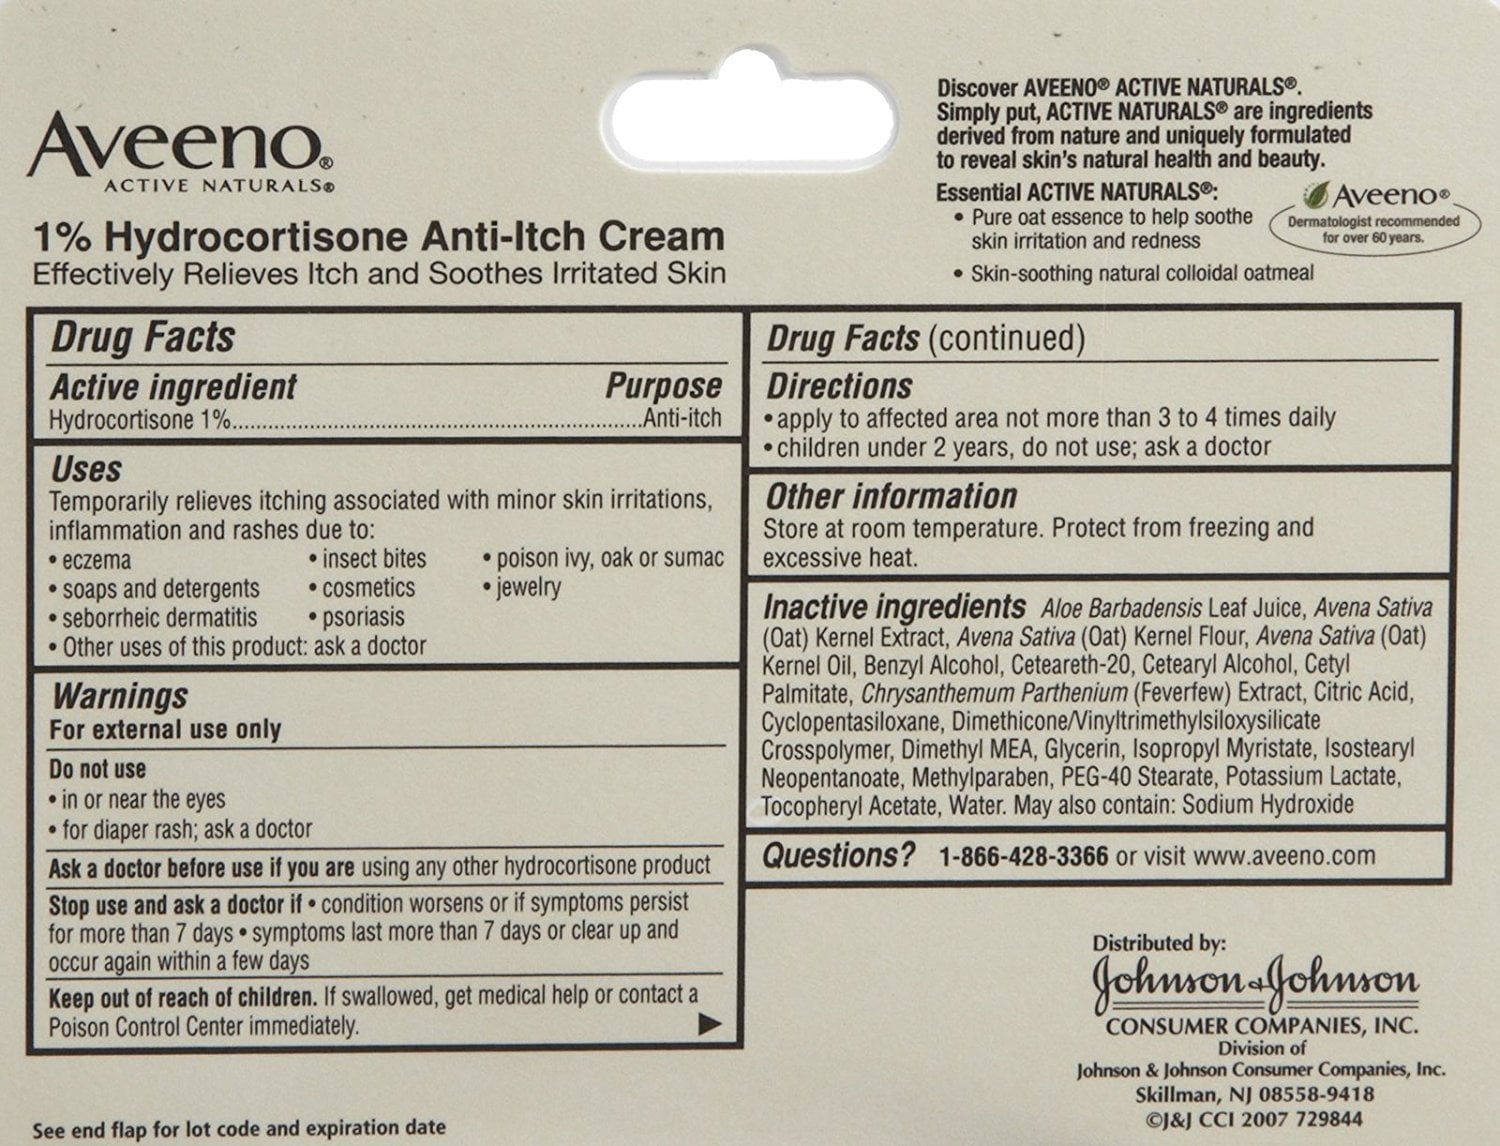 Aveeno®
ACTIVE NATURALS®
1% Hydrocortisone Anti-Itch Cream
Effectively Relieves Itch and Soothes Irritated Skin
Discover AVEENO® ACTIVE NATURALS®.
Simply put, ACTIVE NATURALS® are ingredients
derived from nature and uniquely formulated
to reveal skin's natural health and beauty.
Essential ACTIVE NATURALS®:
• Pure oat essence to help soothe
skin irritation and redness
• Skin-soothing natural colloidal oatmeal
Aveeno®
Dermatologist recommended
for over 60 years.
Drug Facts
Active ingredient Purpose
Hydrocortisone 1%......................................................................Anti-itch
Uses
Temporarily relieves itching associated with minor skin irritations,
inflammation and rashes due to:
• eczema • insect bites • poison ivy, oak or sumac
• soaps and detergents • cosmetics • jewelry
• seborrheic dermatitis • psoriasis
• Other uses of this product: ask a doctor
Warnings
For external use only
Do not use
• in or near the eyes
• for diaper rash; ask a doctor
Ask a doctor before use if you are using any other hydrocortisone product
Stop use and ask a doctor if • condition worsens or if symptoms persist
for more than 7 days • symptoms last more than 7 days or clear up and
occur again within a few days
Keep out of reach of children. If swallowed, get medical help or contact a
Poison Control Center immediately.
Drug Facts (continued)
Directions
• apply to affected area not more than 3 to 4 times daily
• children under 2 years, do not use; ask a doctor
Other information
Store at room temperature. Protect from freezing and
excessive heat.
Inactive ingredients Aloe Barbadensis Leaf Juice, Avena Sativa
(Oat) Kernel Extract, Avena Sativa (Oat) Kernel Flour, Avena Sativa (Oat)
Kernel Oil, Benzyl Alcohol, Ceteareth-20, Cetearyl Alcohol, Cetyl
Palmitate, Chrysanthemum Parthenium (Feverfew) Extract, Citric Acid,
Cyclopentasiloxane, Dimethicone/Vinyltrimethylsiloxysilicate
Crosspolymer, Dimethyl MEA, Glycerin, Isopropyl Myristate, Isostearyl
Neopentanoate, Methylparaben, PEG-40 Stearate, Potassium Lactate,
Tocopheryl Acetate, Water. May also contain: Sodium Hydroxide
Questions? 1-866-428-3366 or visit www.aveeno.com
Distributed by:
Johnson & Johnson
CONSUMER COMPANIES, INC.
Division of
Johnson & Johnson Consumer Companies, Inc.
Skillman, NJ 08558-9418
©J&J CCI 2007 729844
See end flap for lot code and expiration date